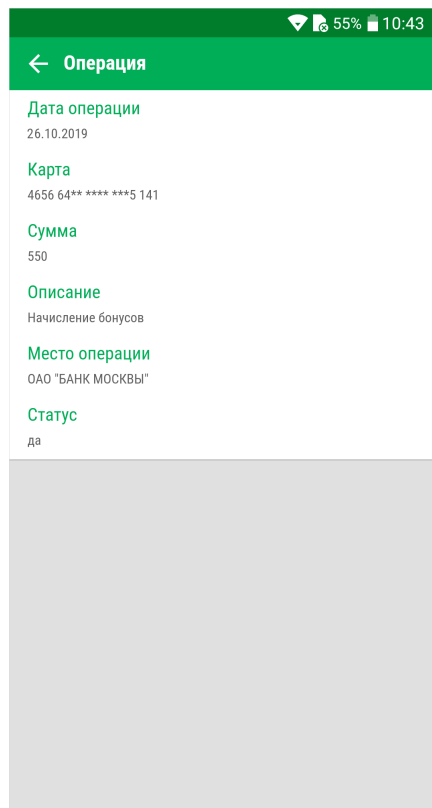 55% 10:43
Операция
Дата операции
26.10.2019
Карта
4656 64** **** ***5 141
Сумма
550
Описание
Начисление бонусов
Место операции
ОАО "БАНК МОСКВЫ"
Статус
да